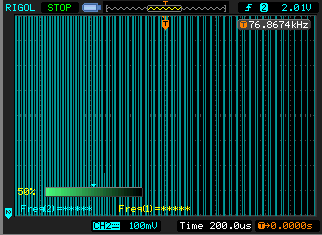 RIGOL STOP T f 2 2.01V
T 76.8674kHz
T
50%
Freq(2)=***** Freq(1)=*****
2
CH2 100mV Time 200.0us T→0.0000s